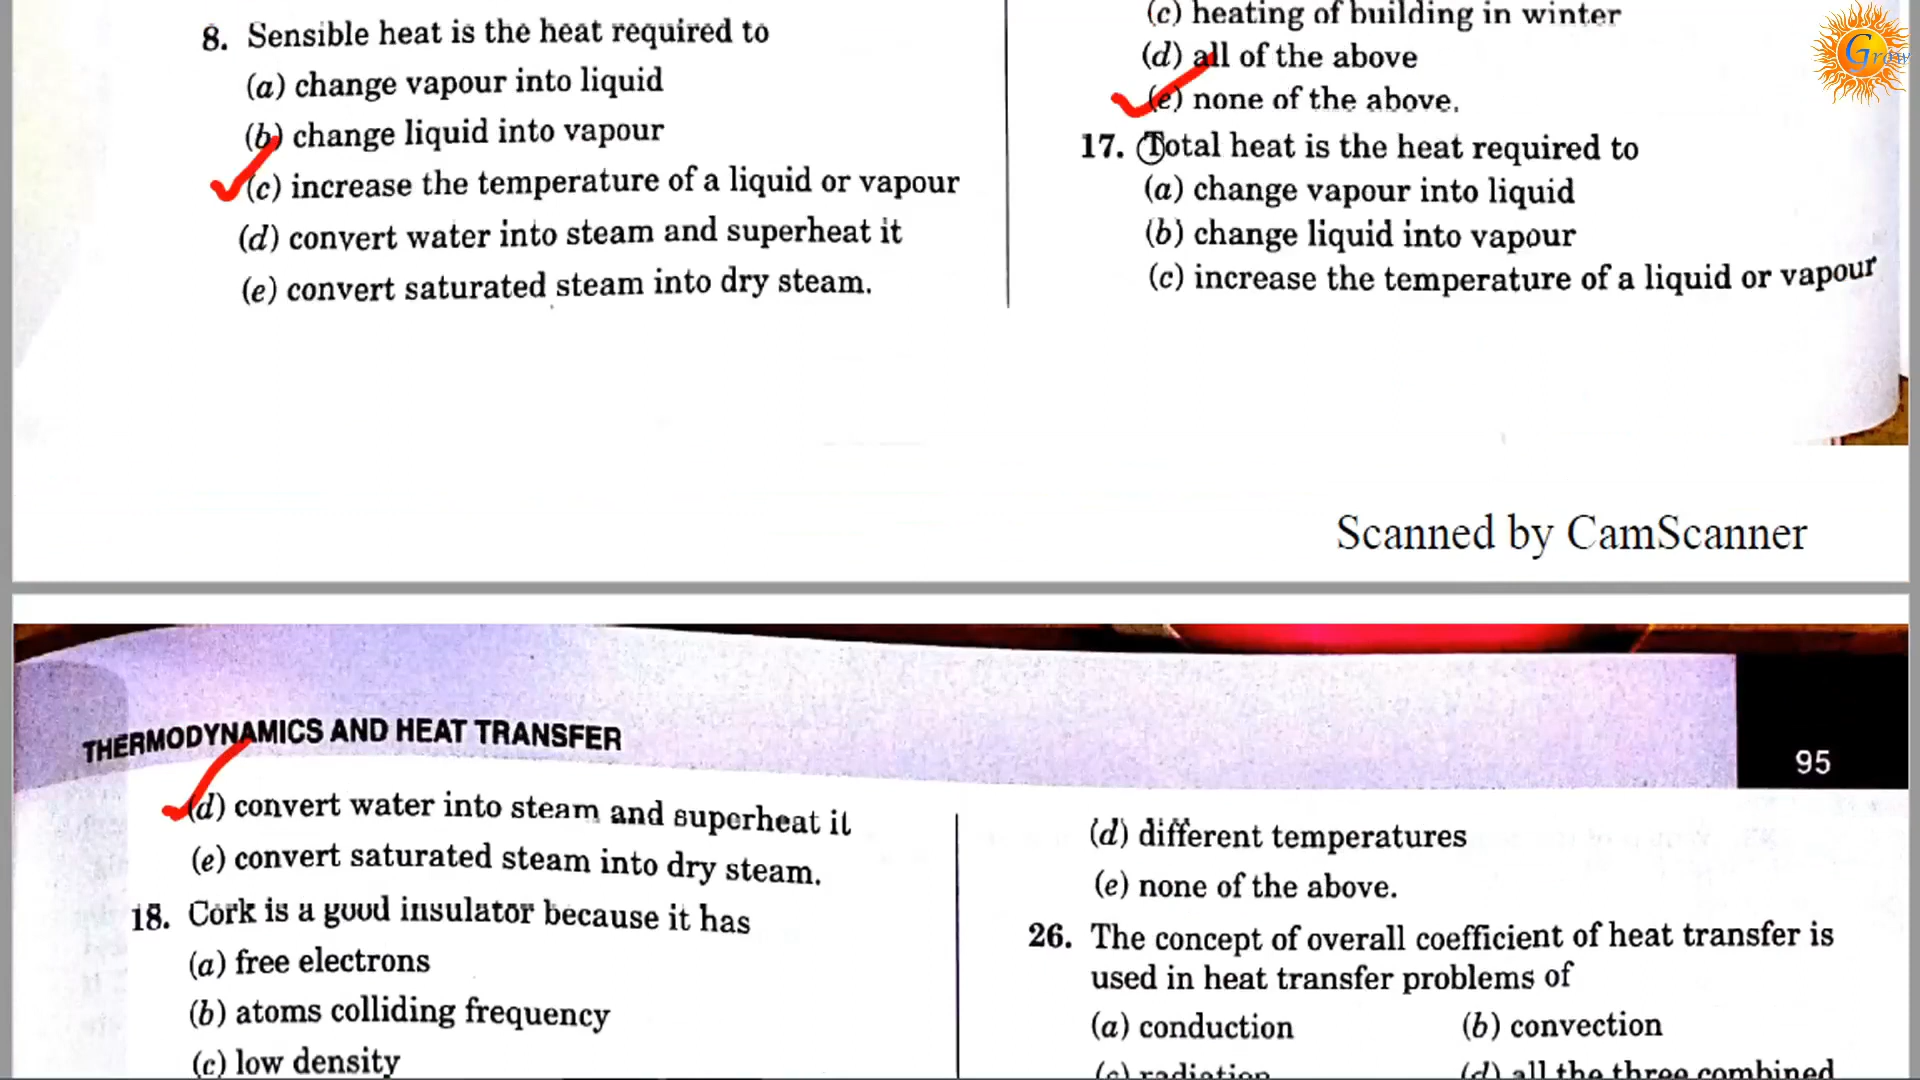 8. Sensible heat is the heat required to
(a) change vapour into liquid
(b) change liquid into vapour
(c) increase the temperature of a liquid or vapour
(d) convert water into steam and superheat it
(e) convert saturated steam into dry steam.
(c) heating of building in winter
(d) all of the above
(e) none of the above.
17. Total heat is the heat required to
(a) change vapour into liquid
(b) change liquid into vapour
(c) increase the temperature of a liquid or vapour
Grow
Scanned by CamScanner
THERMODYNAMICS AND HEAT TRANSFER
95
(d) convert water into steam and superheat it
(e) convert saturated steam into dry steam.
18. Cork is a good insulator because it has
(a) free electrons
(b) atoms colliding frequency
(c) low density
(d) different temperatures
(e) none of the above.
26. The concept of overall coefficient of heat transfer is
used in heat transfer problems of
(a) conduction (b) convection
(c) radiation (d) all the three combined